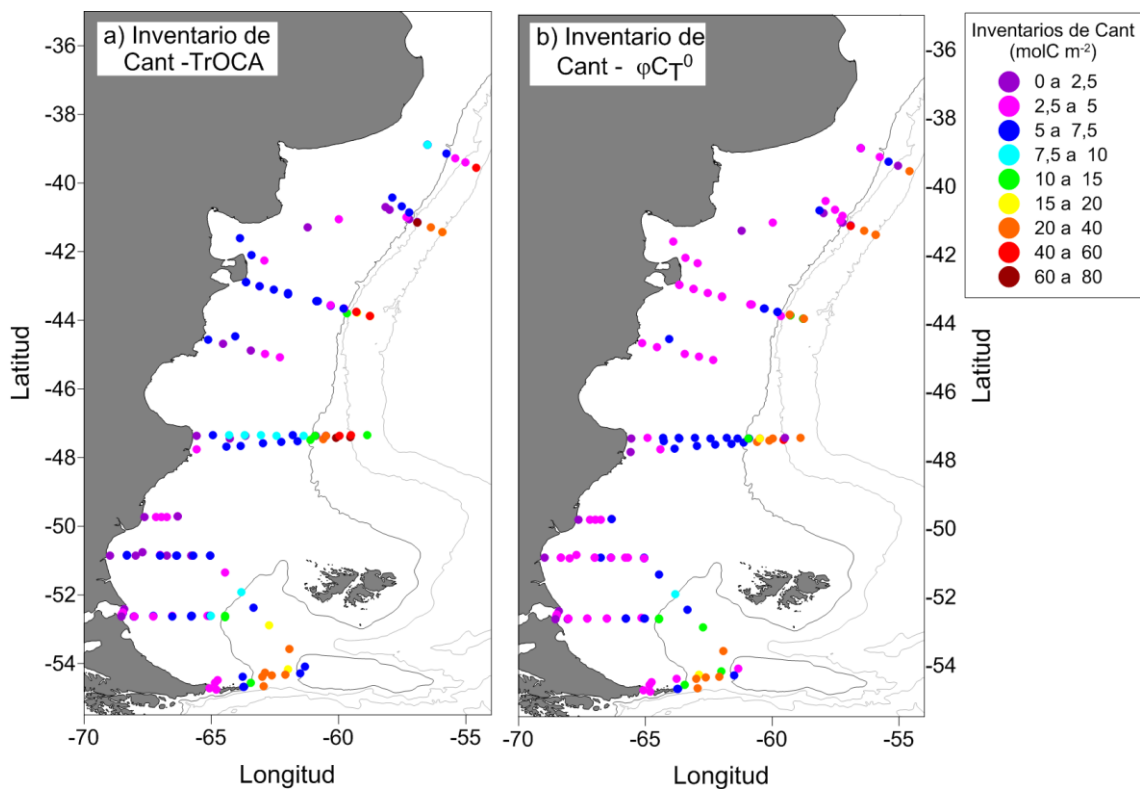 a) Inventario de
Cant -TrOCA
b) Inventario de
Cant - φCT⁰
Inventarios de Cant
(molC m⁻²)
0 a 2,5
2,5 a 5
5 a 7,5
7,5 a 10
10 a 15
15 a 20
20 a 40
40 a 60
60 a 80
Latitud
-36
-38
-40
-42
-44
-46
-48
-50
-52
-54
-70
-65
-60
-55
Longitud
-70
-65
-60
-55
Longitud
-36
-38
-40
-42
-44
-46
-48
-50
-52
-54
Latitud